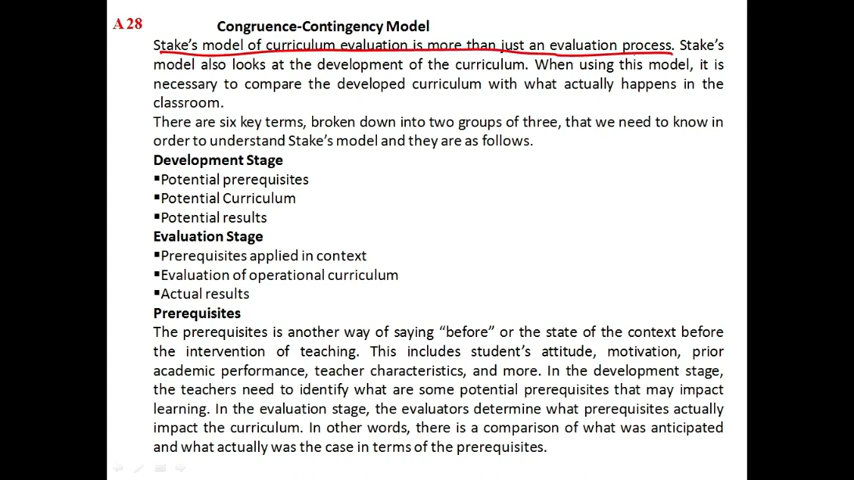 A 28
Congruence-Contingency Model
Stake's model of curriculum evaluation is more than just an evaluation process. Stake's
model also looks at the development of the curriculum. When using this model, it is
necessary to compare the developed curriculum with what actually happens in the
classroom.
There are six key terms, broken down into two groups of three, that we need to know in
order to understand Stake's model and they are as follows.
Development Stage
▪Potential prerequisites
▪Potential Curriculum
▪Potential results
Evaluation Stage
▪Prerequisites applied in context
▪Evaluation of operational curriculum
▪Actual results
Prerequisites
The prerequisites is another way of saying “before” or the state of the context before
the intervention of teaching. This includes student's attitude, motivation, prior
academic performance, teacher characteristics, and more. In the development stage,
the teachers need to identify what are some potential prerequisites that may impact
learning. In the evaluation stage, the evaluators determine what prerequisites actually
impact the curriculum. In other words, there is a comparison of what was anticipated
and what actually was the case in terms of the prerequisites.